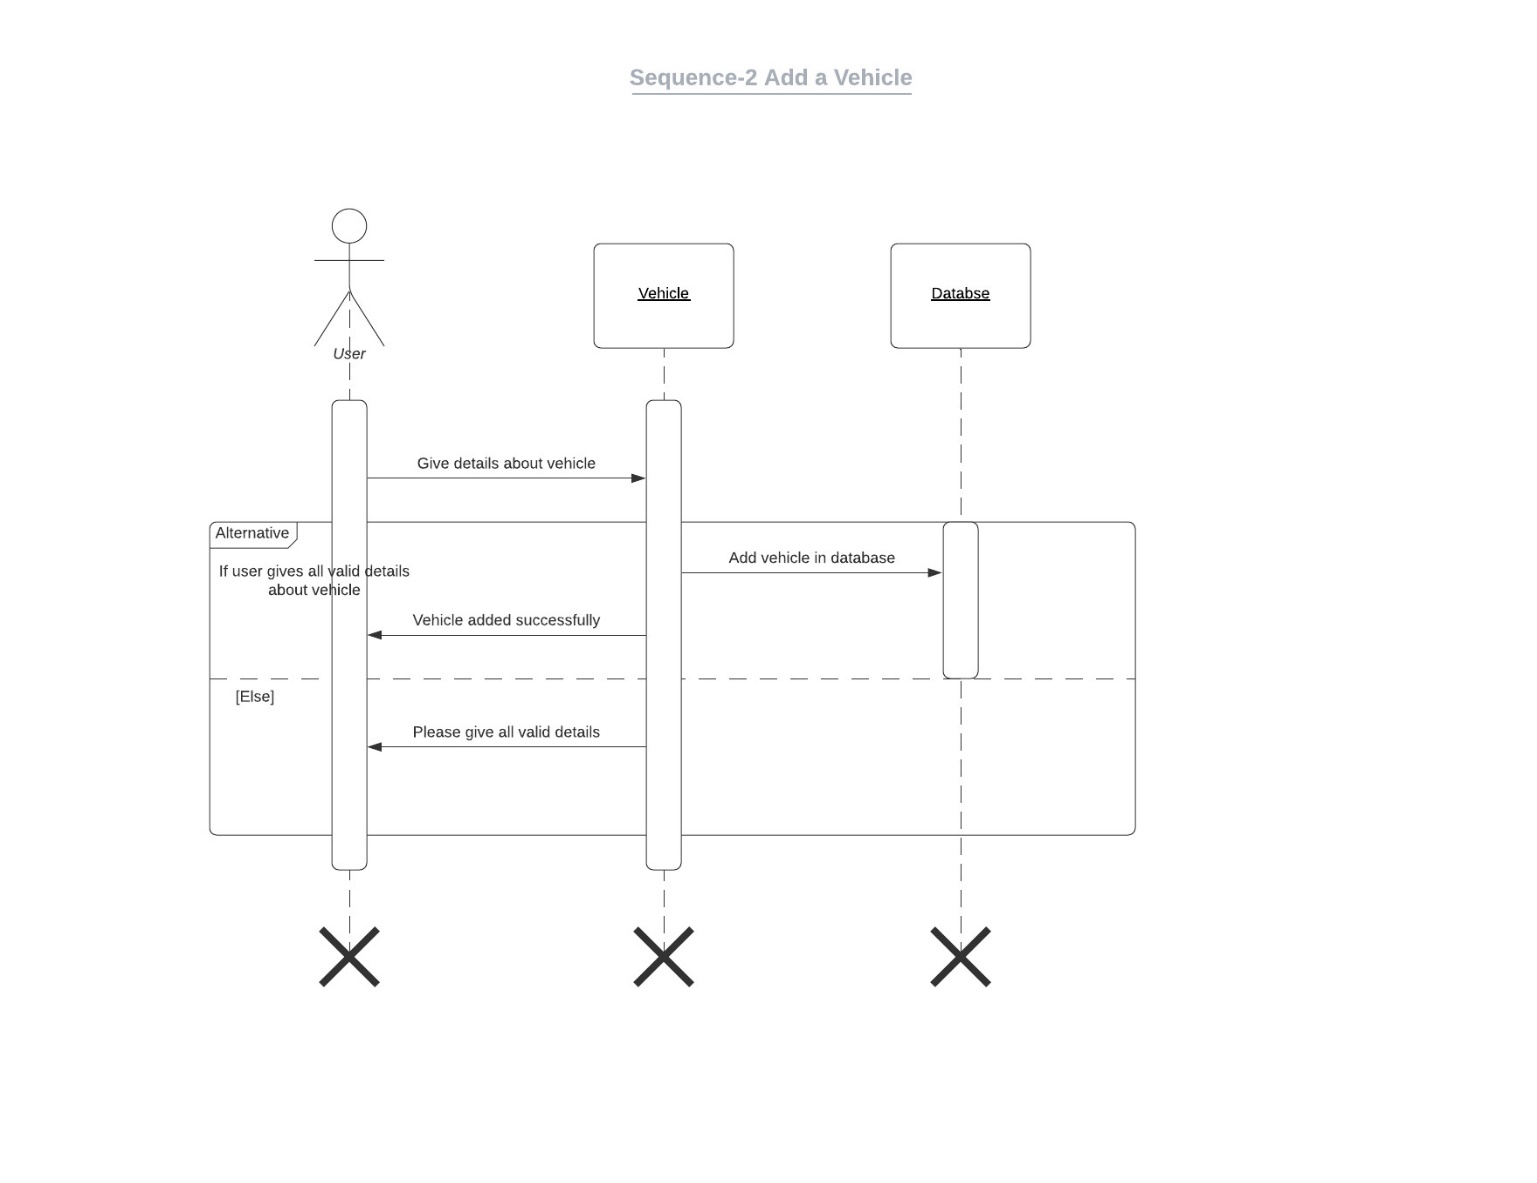 Sequence-2 Add a Vehicle
User
Vehicle
Databse
Give details about vehicle
Alternative
If user gives all valid details
about vehicle
Add vehicle in database
Vehicle added successfully
[Else]
Please give all valid details